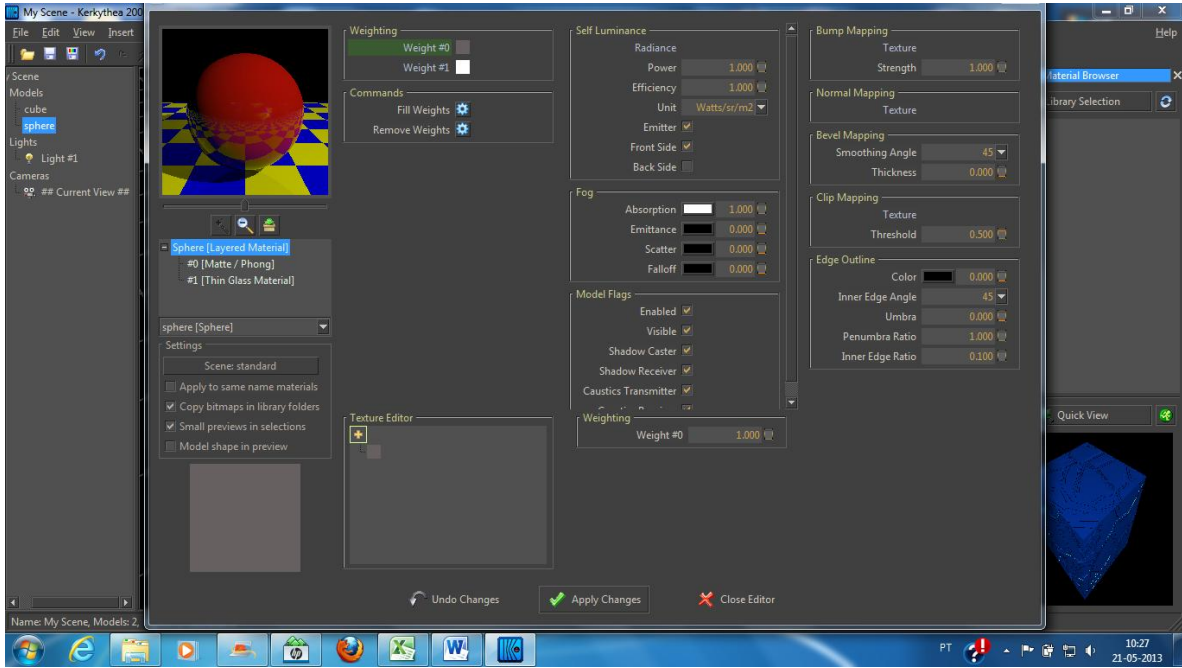 My Scene - Kerkythea 200
File Edit View Insert
Help
Scene
Models
cube
sphere
Lights
Light #1
Cameras
## Current View ##
Name: My Scene, Models: 2,
Sphere [Layered Material]
#0 [Matte / Phong]
#1 [Thin Glass Material]
sphere [Sphere]
Settings
Scene: standard
Apply to same name materials
Copy bitmaps in library folders
Small previews in selections
Model shape in preview
Weighting
Weight #0
Weight #1
Commands
Fill Weights
Remove Weights
Texture Editor
Self Luminance
Radiance
Power 1.000
Efficiency 1.000
Unit Watts/sr/m2
Emitter
Front Side
Back Side
Fog
Absorption 1.000
Emittance 0.000
Scatter 0.000
Falloff 0.000
Model Flags
Enabled
Visible
Shadow Caster
Shadow Receiver
Caustics Transmitter
Weighting
Weight #0 1.000
Bump Mapping
Texture
Strength 1.000
Normal Mapping
Texture
Bevel Mapping
Smoothing Angle 45
Thickness 0.000
Clip Mapping
Texture
Threshold 0.500
Edge Outline
Color 0.000
Inner Edge Angle 45
Umbra 0.000
Penumbra Ratio 1.000
Inner Edge Ratio 0.100
Undo Changes
Apply Changes
Close Editor
Material Browser
Library Selection
Quick View
hp
PT
10:27
21-05-2013